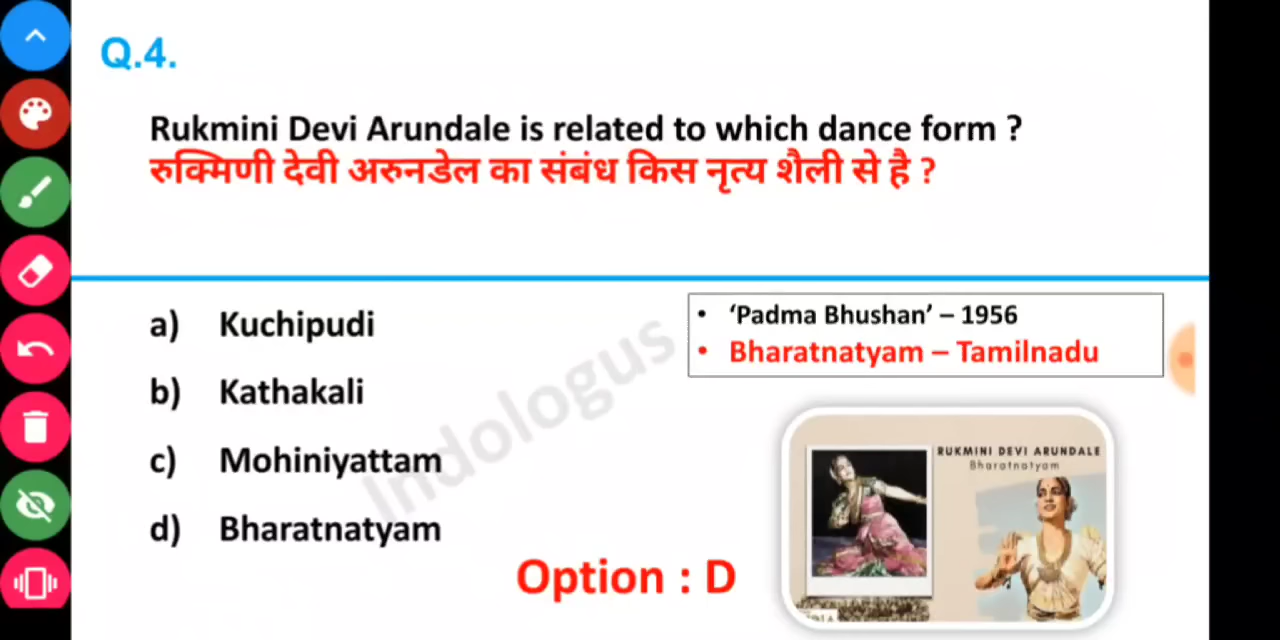 Q.4.
Rukmini Devi Arundale is related to which dance form ?
रुक्मिणी देवी अरुनडेल का संबंध किस नृत्य शैली से है ?
a) Kuchipudi
b) Kathakali
c) Mohiniyattam
d) Bharatnatyam
• ‘Padma Bhushan’ – 1956
• Bharatnatyam – Tamilnadu
Indologus
RUKMINI DEVI ARUNDALE
Bharatnatyam
Option : D